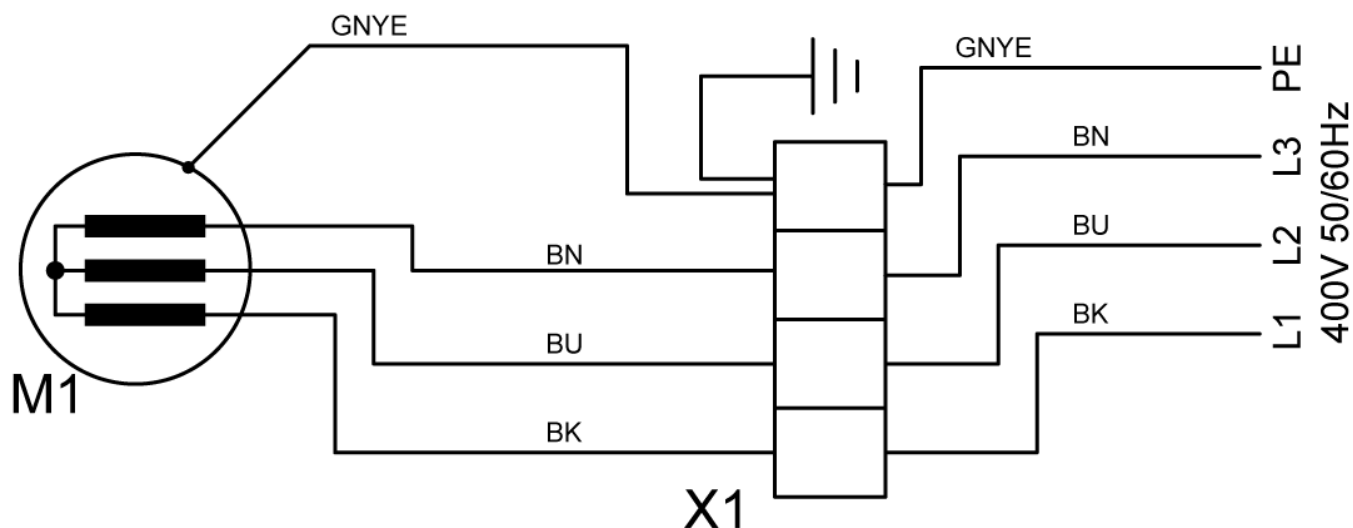 GNYE
GNYE
PE
BN
L3
BN
BU
L2
BU
BK
L1
BK
400V 50/60Hz
M1
X1